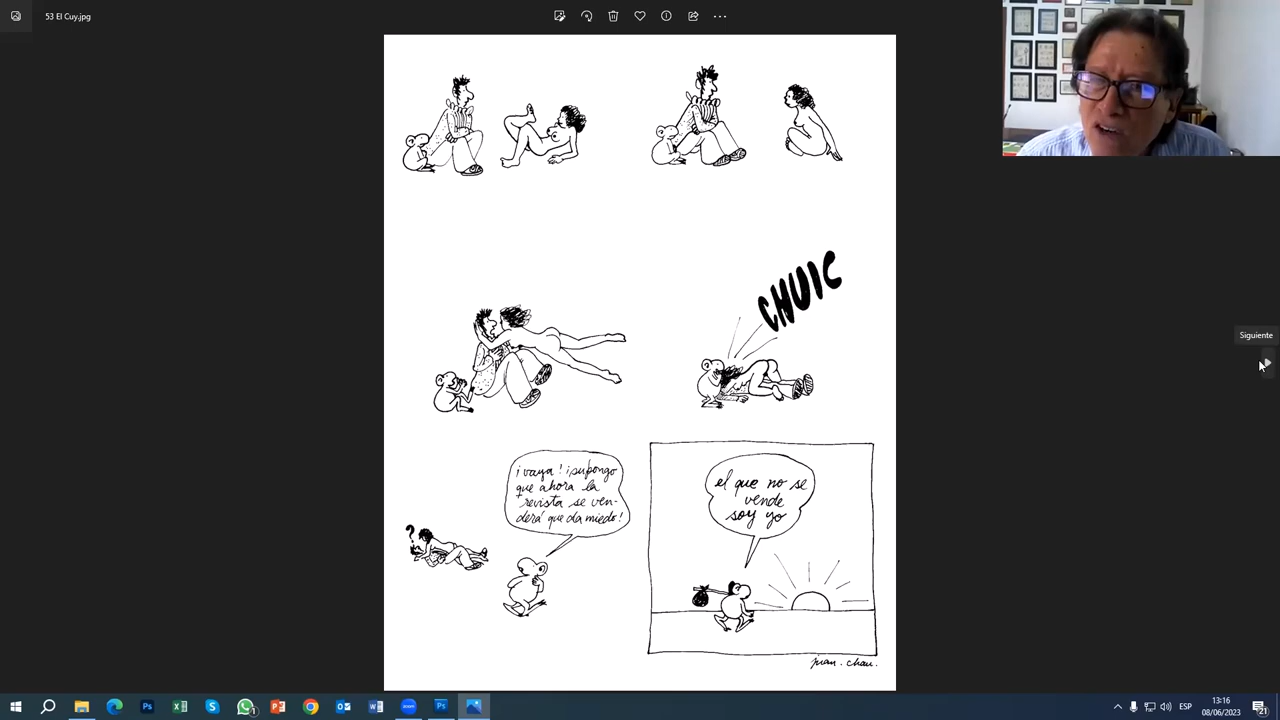 53 El Cuy.jpg
CHUIC
Siguiente
¡vaya! ¡supongo
que ahora la
revista se ven-
derá que da miedo!
el que no se
vende
soy yo
?
juan. chau.
13:16
ESP
08/06/2023